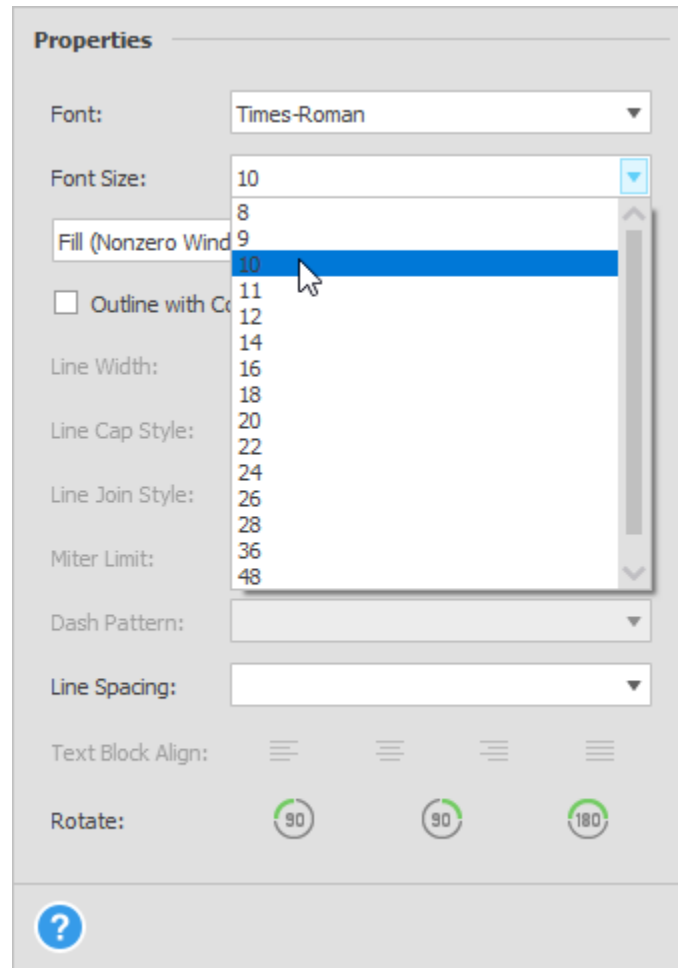 Properties
Font: Times-Roman
Font Size: 10
8
Fill (Nonzero Wind 9
10
Outline with Co 11
12
14
Line Width: 16
18
Line Cap Style: 20
22
24
Line Join Style: 26
28
Miter Limit: 36
48
Dash Pattern:
Line Spacing:
Text Block Align:
Rotate: 90 90 180
?